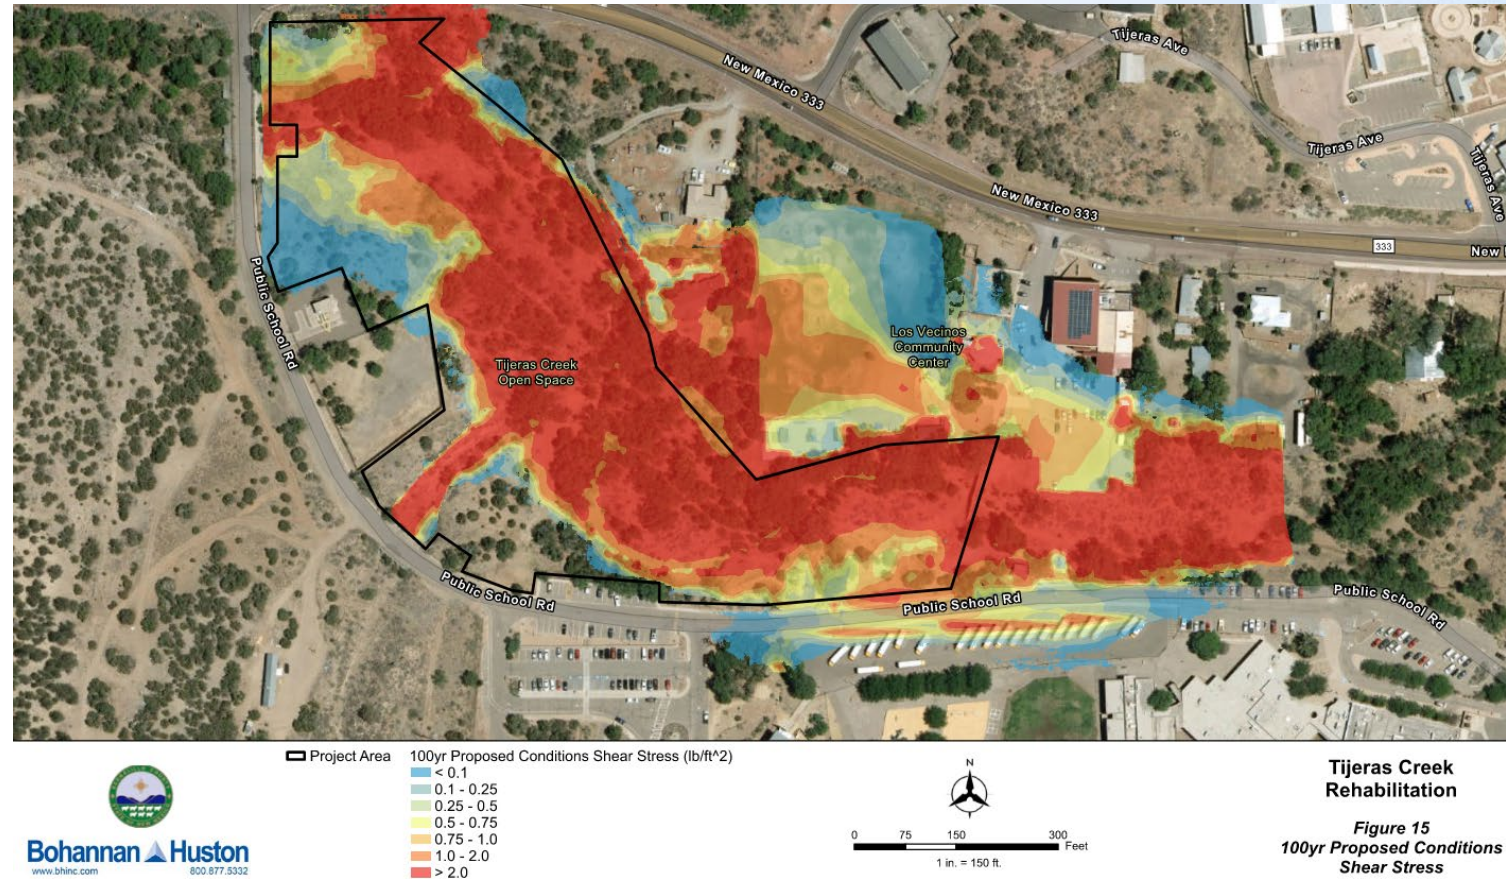 Tijeras Ave
New Mexico 333
Tijeras Ave
Tijeras Ave
New Mexico 333
333
New
Public School Rd
Los Vecinos
Community
Center
Tijeras Creek
Open Space
Public School Rd
Public School Rd
Public School Rd
Project Area
100yr Proposed Conditions Shear Stress (lb/ft^2)
< 0.1
0.1 - 0.25
0.25 - 0.5
0.5 - 0.75
0.75 - 1.0
1.0 - 2.0
> 2.0
Bohannan Huston
www.bhinc.com 800.877.5332
N
0 75 150 300
Feet
1 in. = 150 ft.
Tijeras Creek
Rehabilitation
Figure 15
100yr Proposed Conditions
Shear Stress